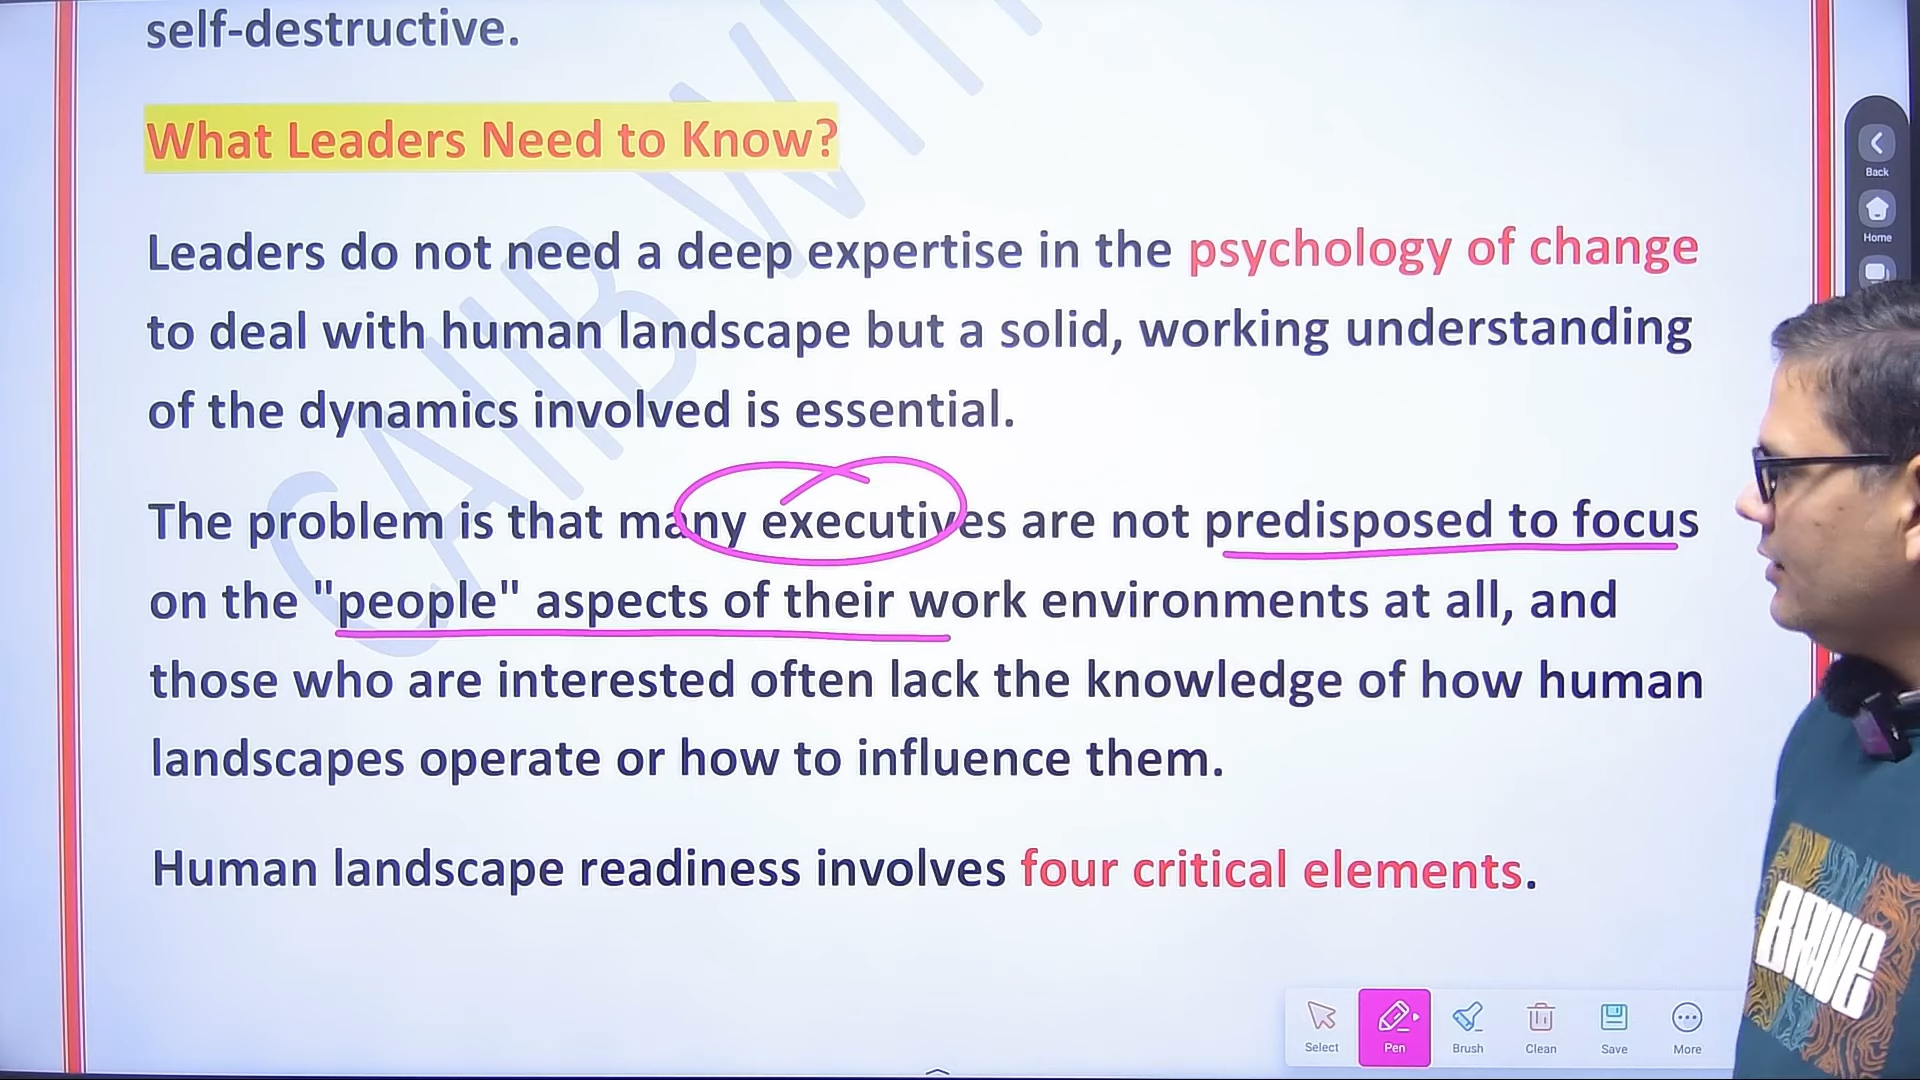 self-destructive.
What Leaders Need to Know?
Leaders do not need a deep expertise in the psychology of change
to deal with human landscape but a solid, working understanding
of the dynamics involved is essential.
The problem is that many executives are not predisposed to focus
on the "people" aspects of their work environments at all, and
those who are interested often lack the knowledge of how human
landscapes operate or how to influence them.
Human landscape readiness involves four critical elements.
CAIIB WIT
Back
Home
BRAVE
Select
Pen
Brush
Clean
Save
More